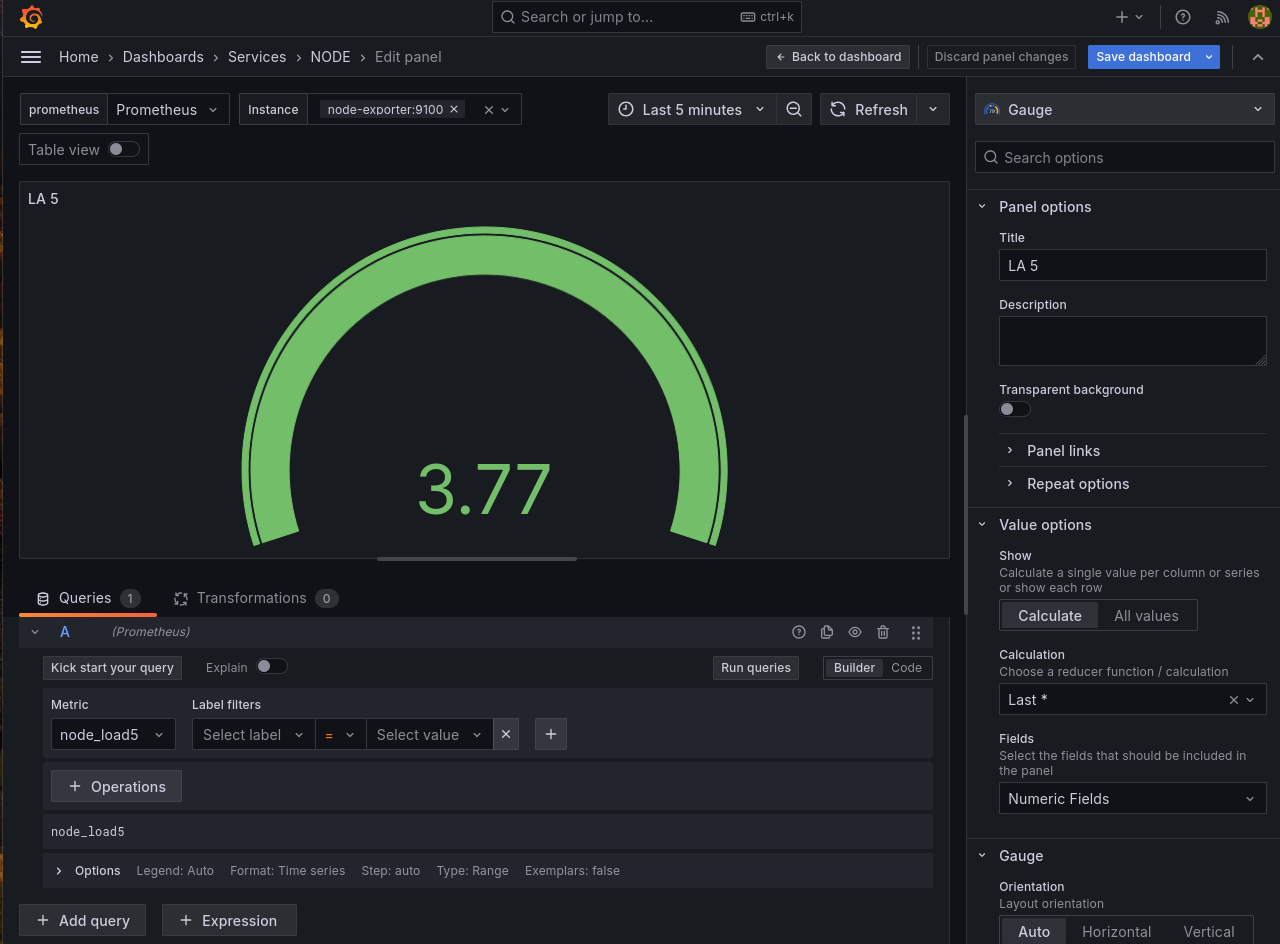 Search or jump to...
ctrl+k
Home › Dashboards › Services › NODE › Edit panel
Back to dashboard
Discard panel changes
Save dashboard
prometheus
Prometheus
Instance
node-exporter:9100
Last 5 minutes
Refresh
Table view
LA 5
3.77
Queries 1
Transformations 0
A
(Prometheus)
Kick start your query
Explain
Run queries
Builder
Code
Metric
Label filters
node_load5
Select label
=
Select value
+ Operations
node_load5
Options
Legend: Auto
Format: Time series
Step: auto
Type: Range
Exemplars: false
+ Add query
+ Expression
Gauge
Search options
Panel options
Title
LA 5
Description
Transparent background
Panel links
Repeat options
Value options
Show
Calculate a single value per column or series
or show each row
Calculate
All values
Calculation
Choose a reducer function / calculation
Last *
Fields
Select the fields that should be included in
the panel
Numeric Fields
Gauge
Orientation
Layout orientation
Auto
Horizontal
Vertical